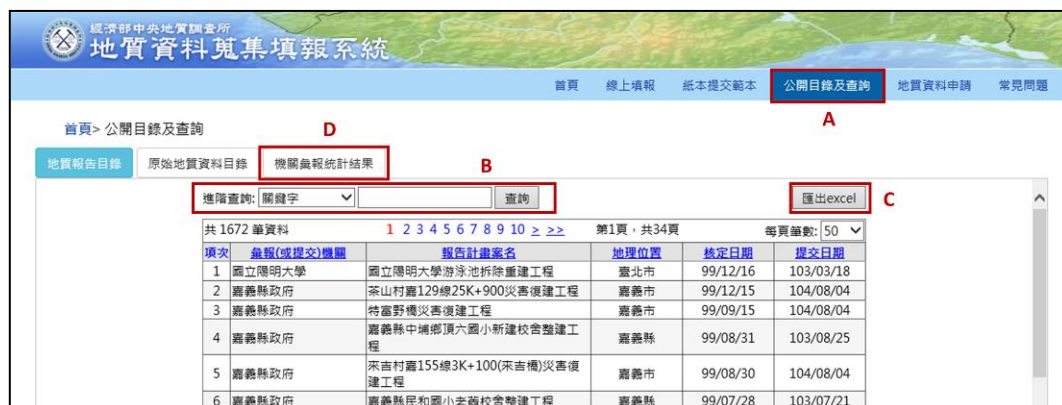 經濟部中央地質調查所
地質資料蒐集填報系統
首頁 線上填報 紙本提交範本 公開目錄及查詢 地質資料申請 常見問題
A
首頁> 公開目錄及查詢
D
地質報告目錄 原始地質資料目錄 機關彙報統計結果
B
進階查詢: 關鍵字 查詢 匯出excel C
共 1672 筆資料 1 2 3 4 5 6 7 8 9 10 > >> 第1頁,共34頁 每頁筆數: 50
項次 彙報(或提交)機關 報告計畫案名 地理位置 核定日期 提交日期
1 國立陽明大學 國立陽明大學游泳池拆除重建工程 臺北市 99/12/16 103/03/18
2 嘉義縣政府 茶山村嘉129線25K+900災害復建工程 嘉義市 99/12/15 104/08/04
3 嘉義縣政府 特富野橋災害復建工程 嘉義市 99/09/15 104/08/04
4 嘉義縣政府 嘉義縣中埔鄉頂六國小新建校舍整建工
程 嘉義縣 99/08/31 103/08/25
5 嘉義縣政府 來吉村嘉155線3K+100(來吉橋)災害復
建工程 嘉義市 99/08/30 104/08/04
6 嘉義縣政府 嘉義縣民和國小老舊校舍整建工程 嘉義縣 99/07/28 103/07/21